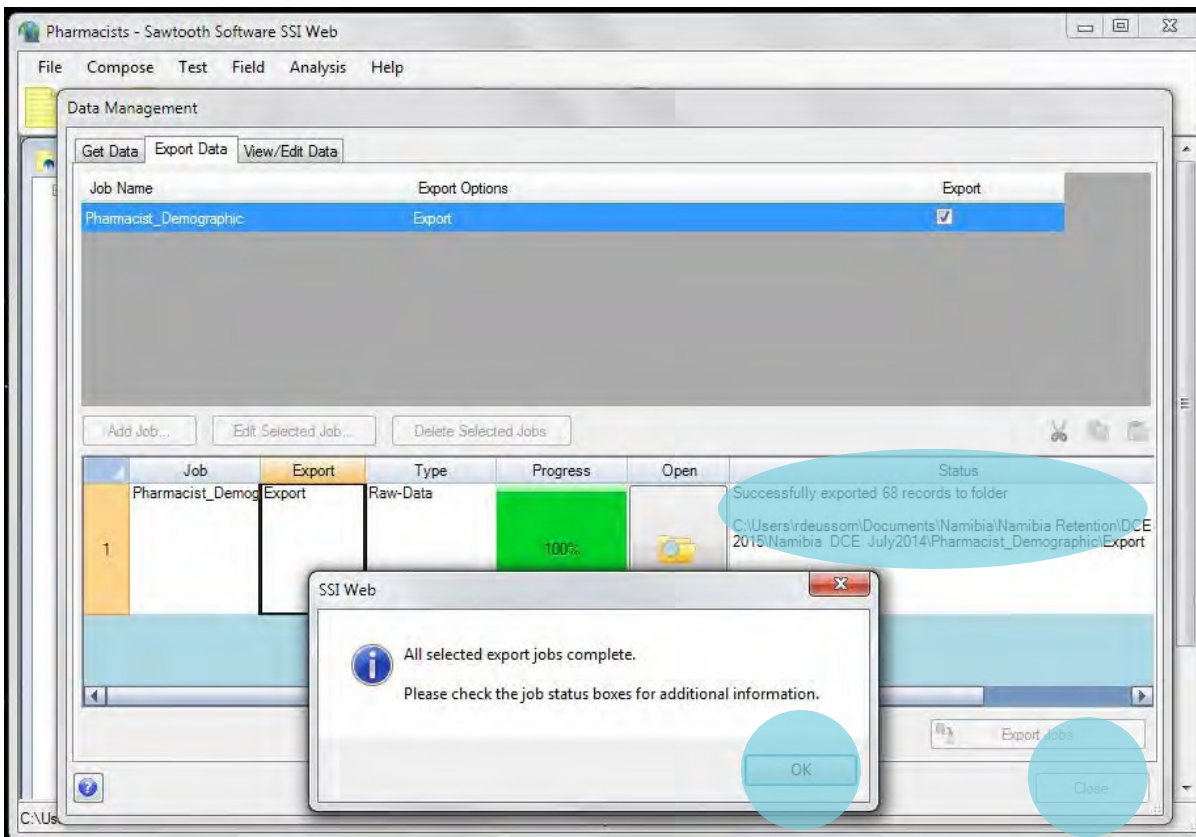 Pharmacists - Sawtooth Software SSI Web
File Compose Test Field Analysis Help
Data Management
Get Data Export Data View/Edit Data
Job Name Export Options Export
Pharmacist_Demographic Export
Add Job... Edit Selected Job... Delete Selected Jobs
Job Export Type Progress Open Status
1 Pharmacist_Demog Export Raw-Data 100% Successfully exported 68 records to folder
C:\Users\rdeussom\Documents\Namibia\Namibia Retention\DCE
2015\Namibia DCE July2014\Pharmacist_Demographic\Export
SSI Web
All selected export jobs complete.
Please check the job status boxes for additional information.
Export Jobs
OK
Close
C:\Us